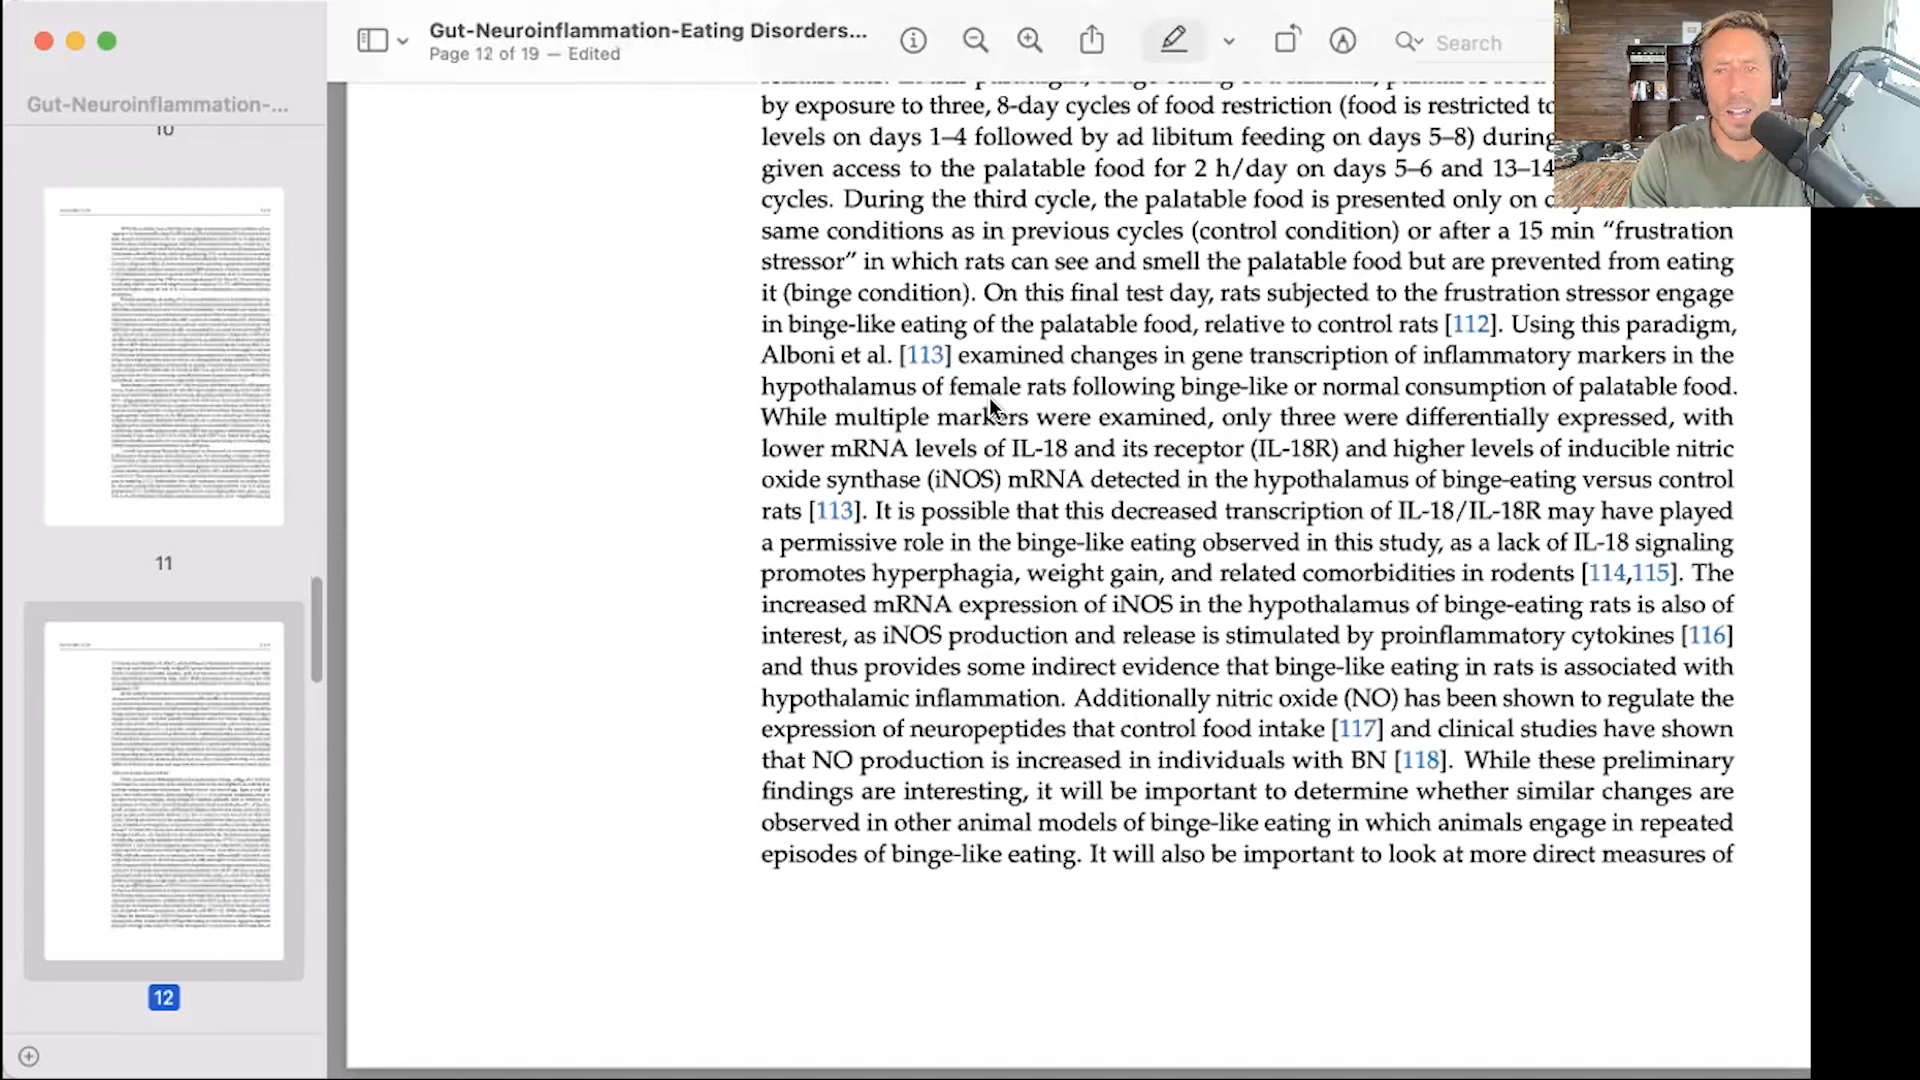 Gut-Neuroinflammation-Eating Disorders...
Page 12 of 19 — Edited
Search
Gut-Neuroinflammation-...
10
11
12
by exposure to three, 8-day cycles of food restriction (food is restricted to
levels on days 1–4 followed by ad libitum feeding on days 5–8) during
given access to the palatable food for 2 h/day on days 5–6 and 13–14
cycles. During the third cycle, the palatable food is presented only on
same conditions as in previous cycles (control condition) or after a 15 min “frustration
stressor” in which rats can see and smell the palatable food but are prevented from eating
it (binge condition). On this final test day, rats subjected to the frustration stressor engage
in binge-like eating of the palatable food, relative to control rats [112]. Using this paradigm,
Alboni et al. [113] examined changes in gene transcription of inflammatory markers in the
hypothalamus of female rats following binge-like or normal consumption of palatable food.
While multiple markers were examined, only three were differentially expressed, with
lower mRNA levels of IL-18 and its receptor (IL-18R) and higher levels of inducible nitric
oxide synthase (iNOS) mRNA detected in the hypothalamus of binge-eating versus control
rats [113]. It is possible that this decreased transcription of IL-18/IL-18R may have played
a permissive role in the binge-like eating observed in this study, as a lack of IL-18 signaling
promotes hyperphagia, weight gain, and related comorbidities in rodents [114,115]. The
increased mRNA expression of iNOS in the hypothalamus of binge-eating rats is also of
interest, as iNOS production and release is stimulated by proinflammatory cytokines [116]
and thus provides some indirect evidence that binge-like eating in rats is associated with
hypothalamic inflammation. Additionally nitric oxide (NO) has been shown to regulate the
expression of neuropeptides that control food intake [117] and clinical studies have shown
that NO production is increased in individuals with BN [118]. While these preliminary
findings are interesting, it will be important to determine whether similar changes are
observed in other animal models of binge-like eating in which animals engage in repeated
episodes of binge-like eating. It will also be important to look at more direct measures of